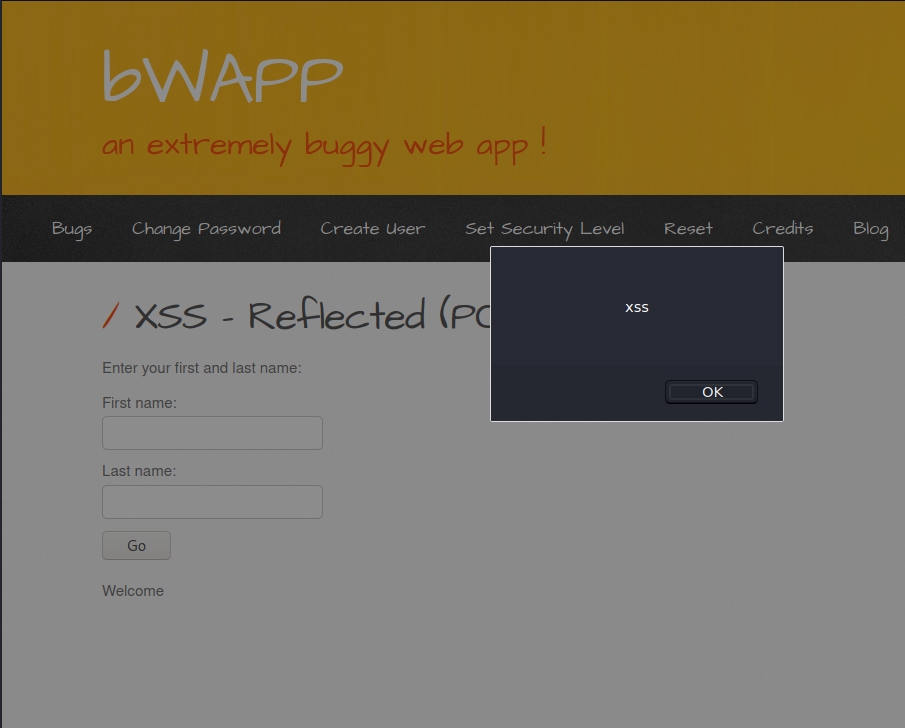 bWAPP
an extremely buggy web app !
Bugs Change Password Create User Set Security Level Reset Credits Blog
/ XSS - Reflected (PO
xss
OK
Enter your first and last name:
First name:
Last name:
Go
Welcome